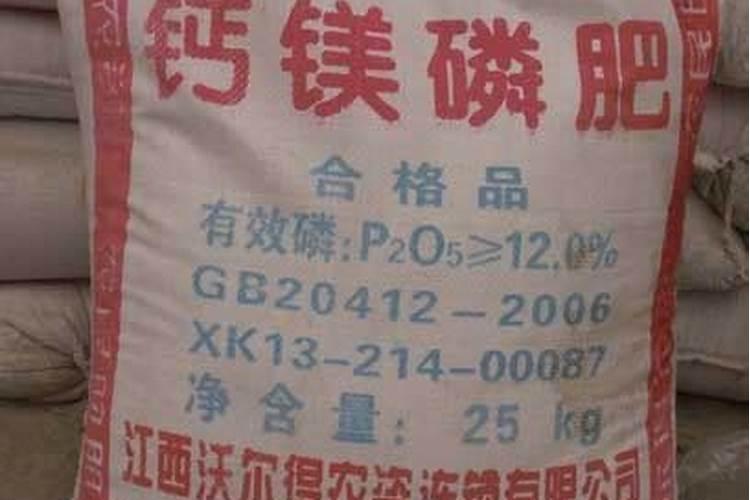 钙镁磷肥
合格品
有效磷:P₂O₅≥12.0%
GB20412-2006
XK13-214-00087
净含量: 25 kg
江西沃尔得农资连锁有限公司